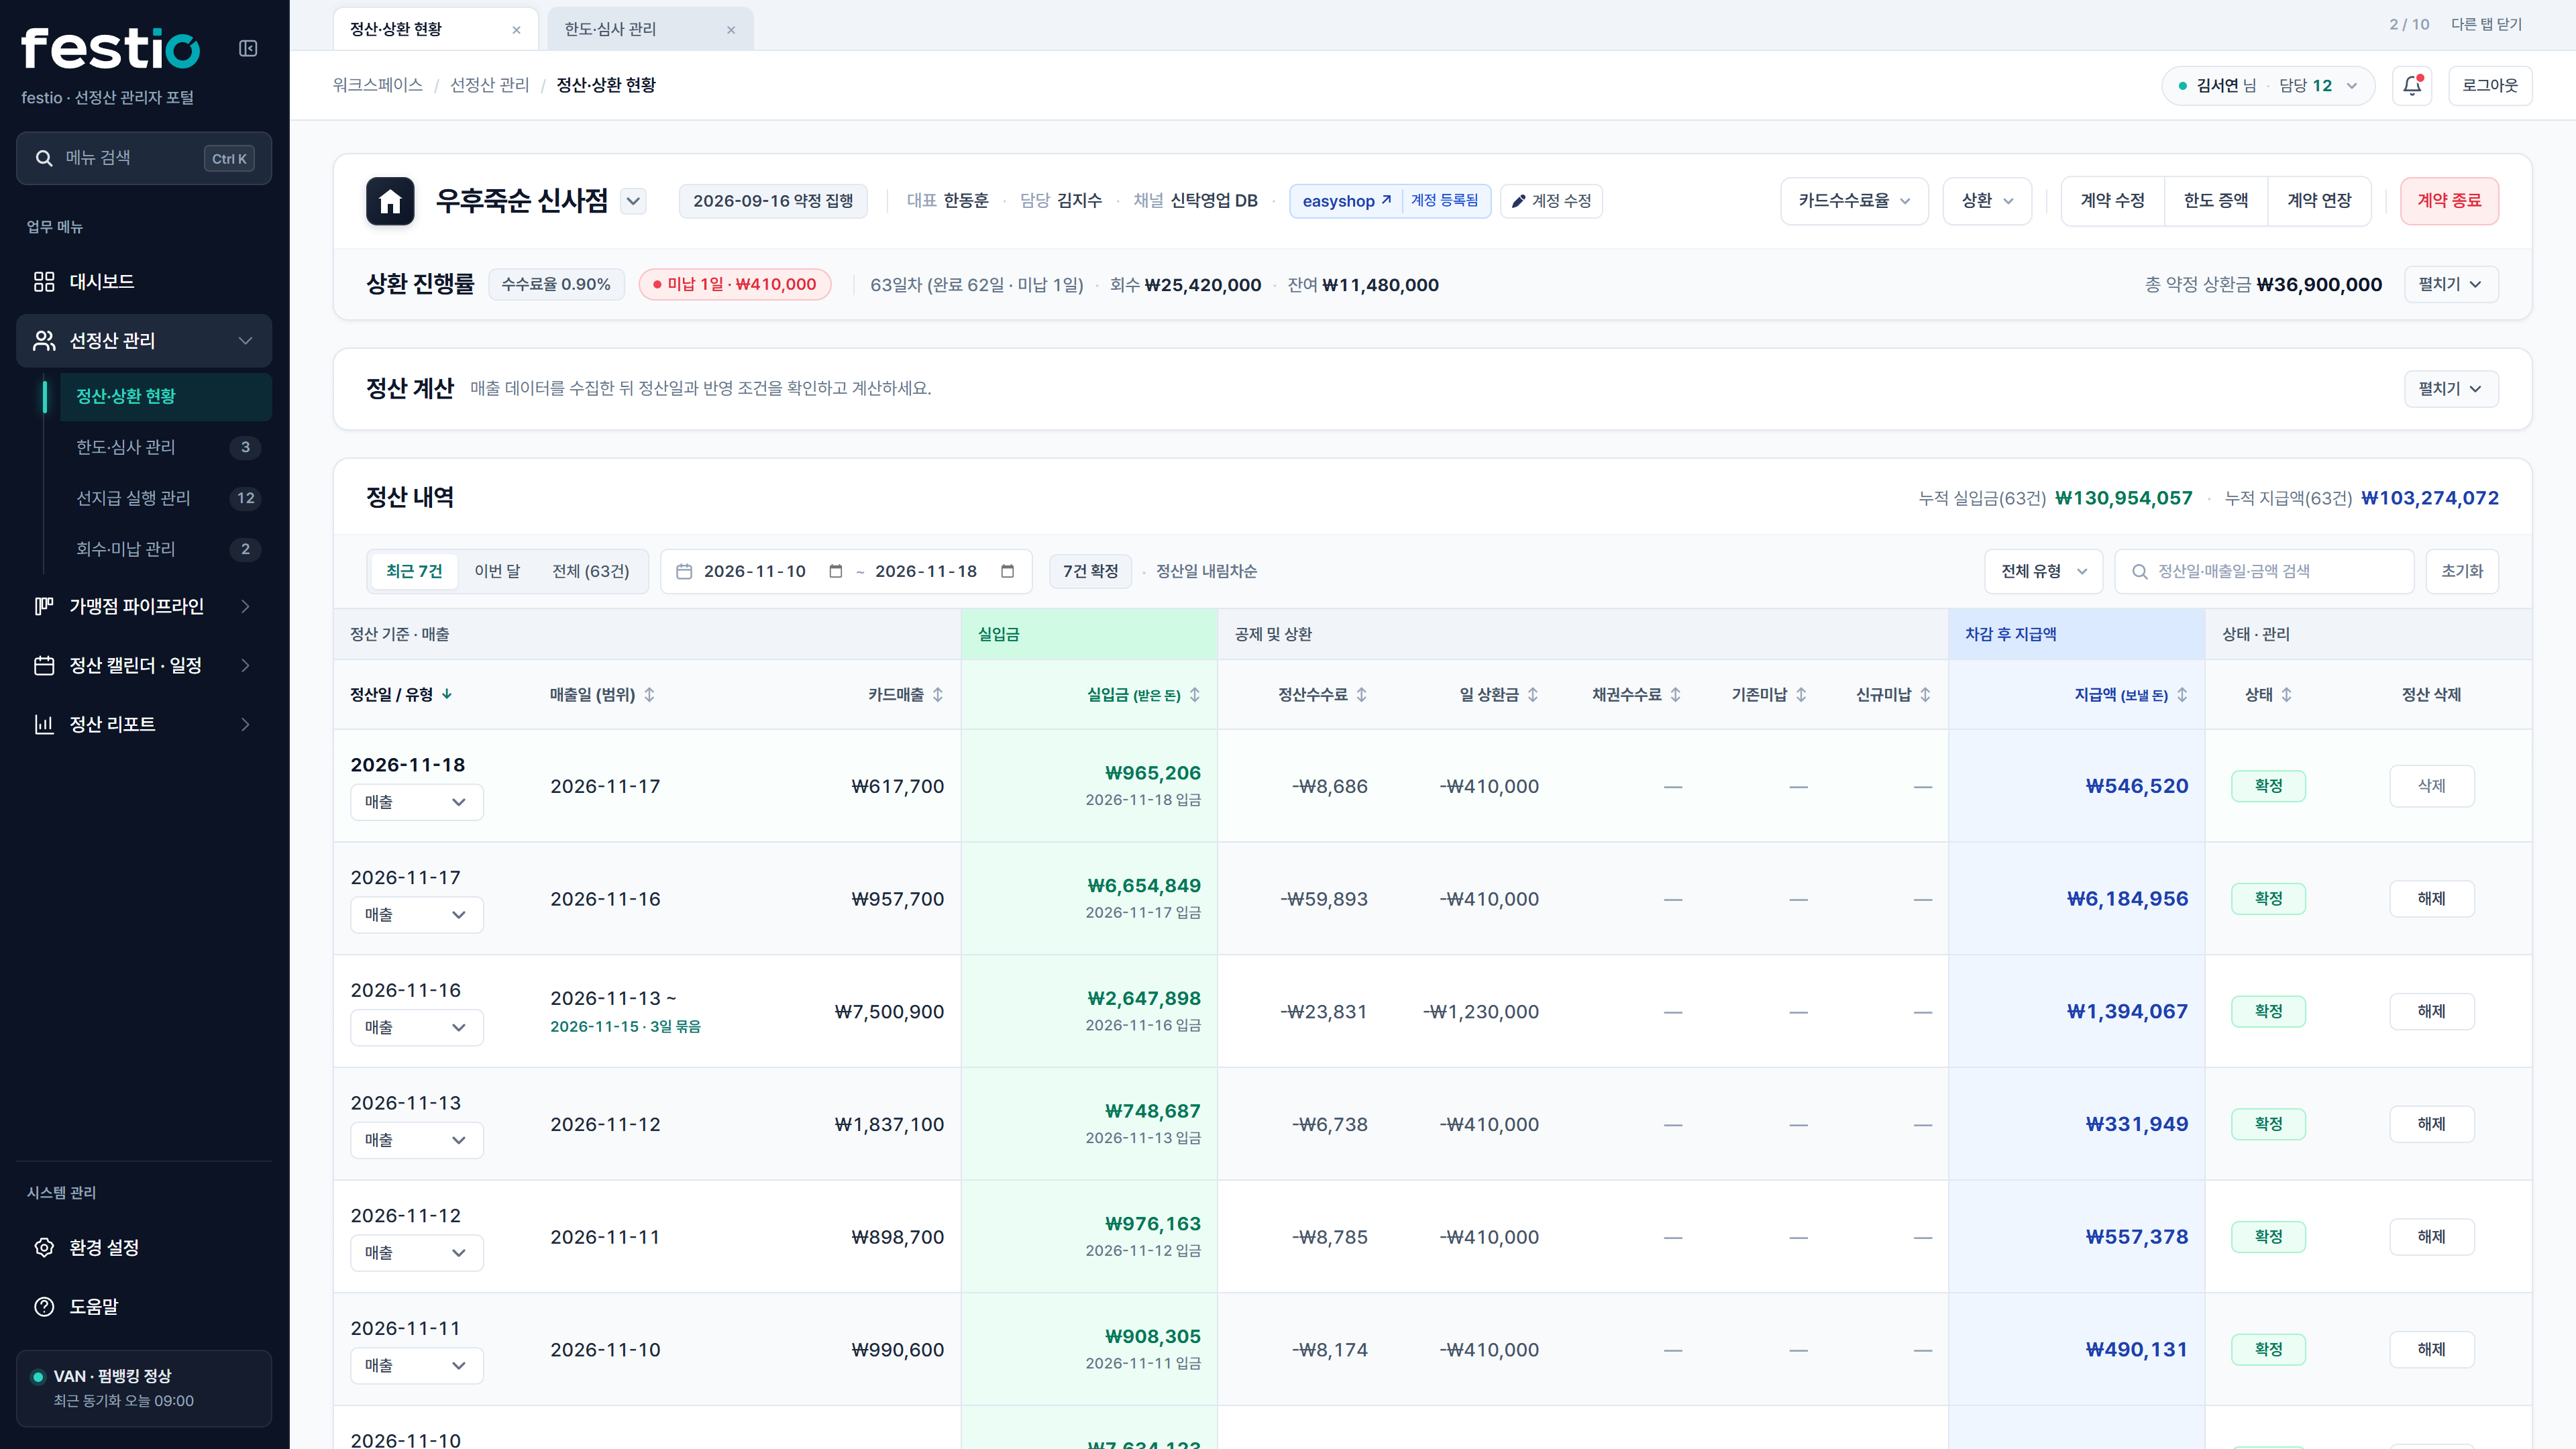 festio
festio · 선정산 관리자 포털
메뉴 검색 Ctrl K
업무 메뉴
대시보드
선정산 관리
정산·상환 현황
한도·심사 관리 3
선지급 실행 관리 12
회수·미납 관리 2
가맹점 파이프라인
정산 캘린더 · 일정
정산 리포트
시스템 관리
환경 설정
도움말
VAN · 펌뱅킹 정상
최근 동기화 오늘 09:00
정산·상환 현황 × 한도·심사 관리 × 2 / 10 다른 탭 닫기
워크스페이스 / 선정산 관리 / 정산·상환 현황 김서연 님 · 담당 12 로그아웃
우후죽순 신사점 2026-09-16 약정 집행 대표 한동훈 · 담당 김지수 · 채널 신탁영업 DB · easyshop ↗ 계정 등록됨 계정 수정 카드수수료율 상환 계약 수정 한도 증액 계약 연장 계약 종료
상환 진행률 수수료율 0.90% 미납 1일 · ₩410,000 63일차 (완료 62일 · 미납 1일) · 회수 ₩25,420,000 · 잔여 ₩11,480,000 총 약정 상환금 ₩36,900,000 펼치기
정산 계산 매출 데이터를 수집한 뒤 정산일과 반영 조건을 확인하고 계산하세요. 펼치기
정산 내역 누적 실입금(63건) ₩130,954,057 · 누적 지급액(63건) ₩103,274,072
최근 7건 이번 달 전체 (63건) 2026-11-10 ~ 2026-11-18 7건 확정 · 정산일 내림차순 전체 유형 정산일·매출일·금액 검색 초기화
정산 기준 · 매출 실입금 공제 및 상환 차감 후 지급액 상태 · 관리
정산일 / 유형 ↓ 매출일 (범위) 카드매출 실입금 (받은 돈) 정산수수료 일 상환금 채권수수료 기존미납 신규미납 지급액 (보낼 돈) 상태 정산 삭제
2026-11-18
매출 2026-11-17 ₩617,700 ₩965,206 -₩8,686 -₩410,000 — — — ₩546,520 확정 삭제
2026-11-18 입금
2026-11-17
매출 2026-11-16 ₩957,700 ₩6,654,849 -₩59,893 -₩410,000 — — — ₩6,184,956 확정 해제
2026-11-17 입금
2026-11-16
매출 2026-11-13 ~ ₩7,500,900 ₩2,647,898 -₩23,831 -₩1,230,000 — — — ₩1,394,067 확정 해제
2026-11-15 · 3일 묶음 2026-11-16 입금
2026-11-13
매출 2026-11-12 ₩1,837,100 ₩748,687 -₩6,738 -₩410,000 — — — ₩331,949 확정 해제
2026-11-13 입금
2026-11-12
매출 2026-11-11 ₩898,700 ₩976,163 -₩8,785 -₩410,000 — — — ₩557,378 확정 해제
2026-11-12 입금
2026-11-11
매출 2026-11-10 ₩990,600 ₩908,305 -₩8,174 -₩410,000 — — — ₩490,131 확정 해제
2026-11-11 입금
2026-11-10 ₩7,634,123